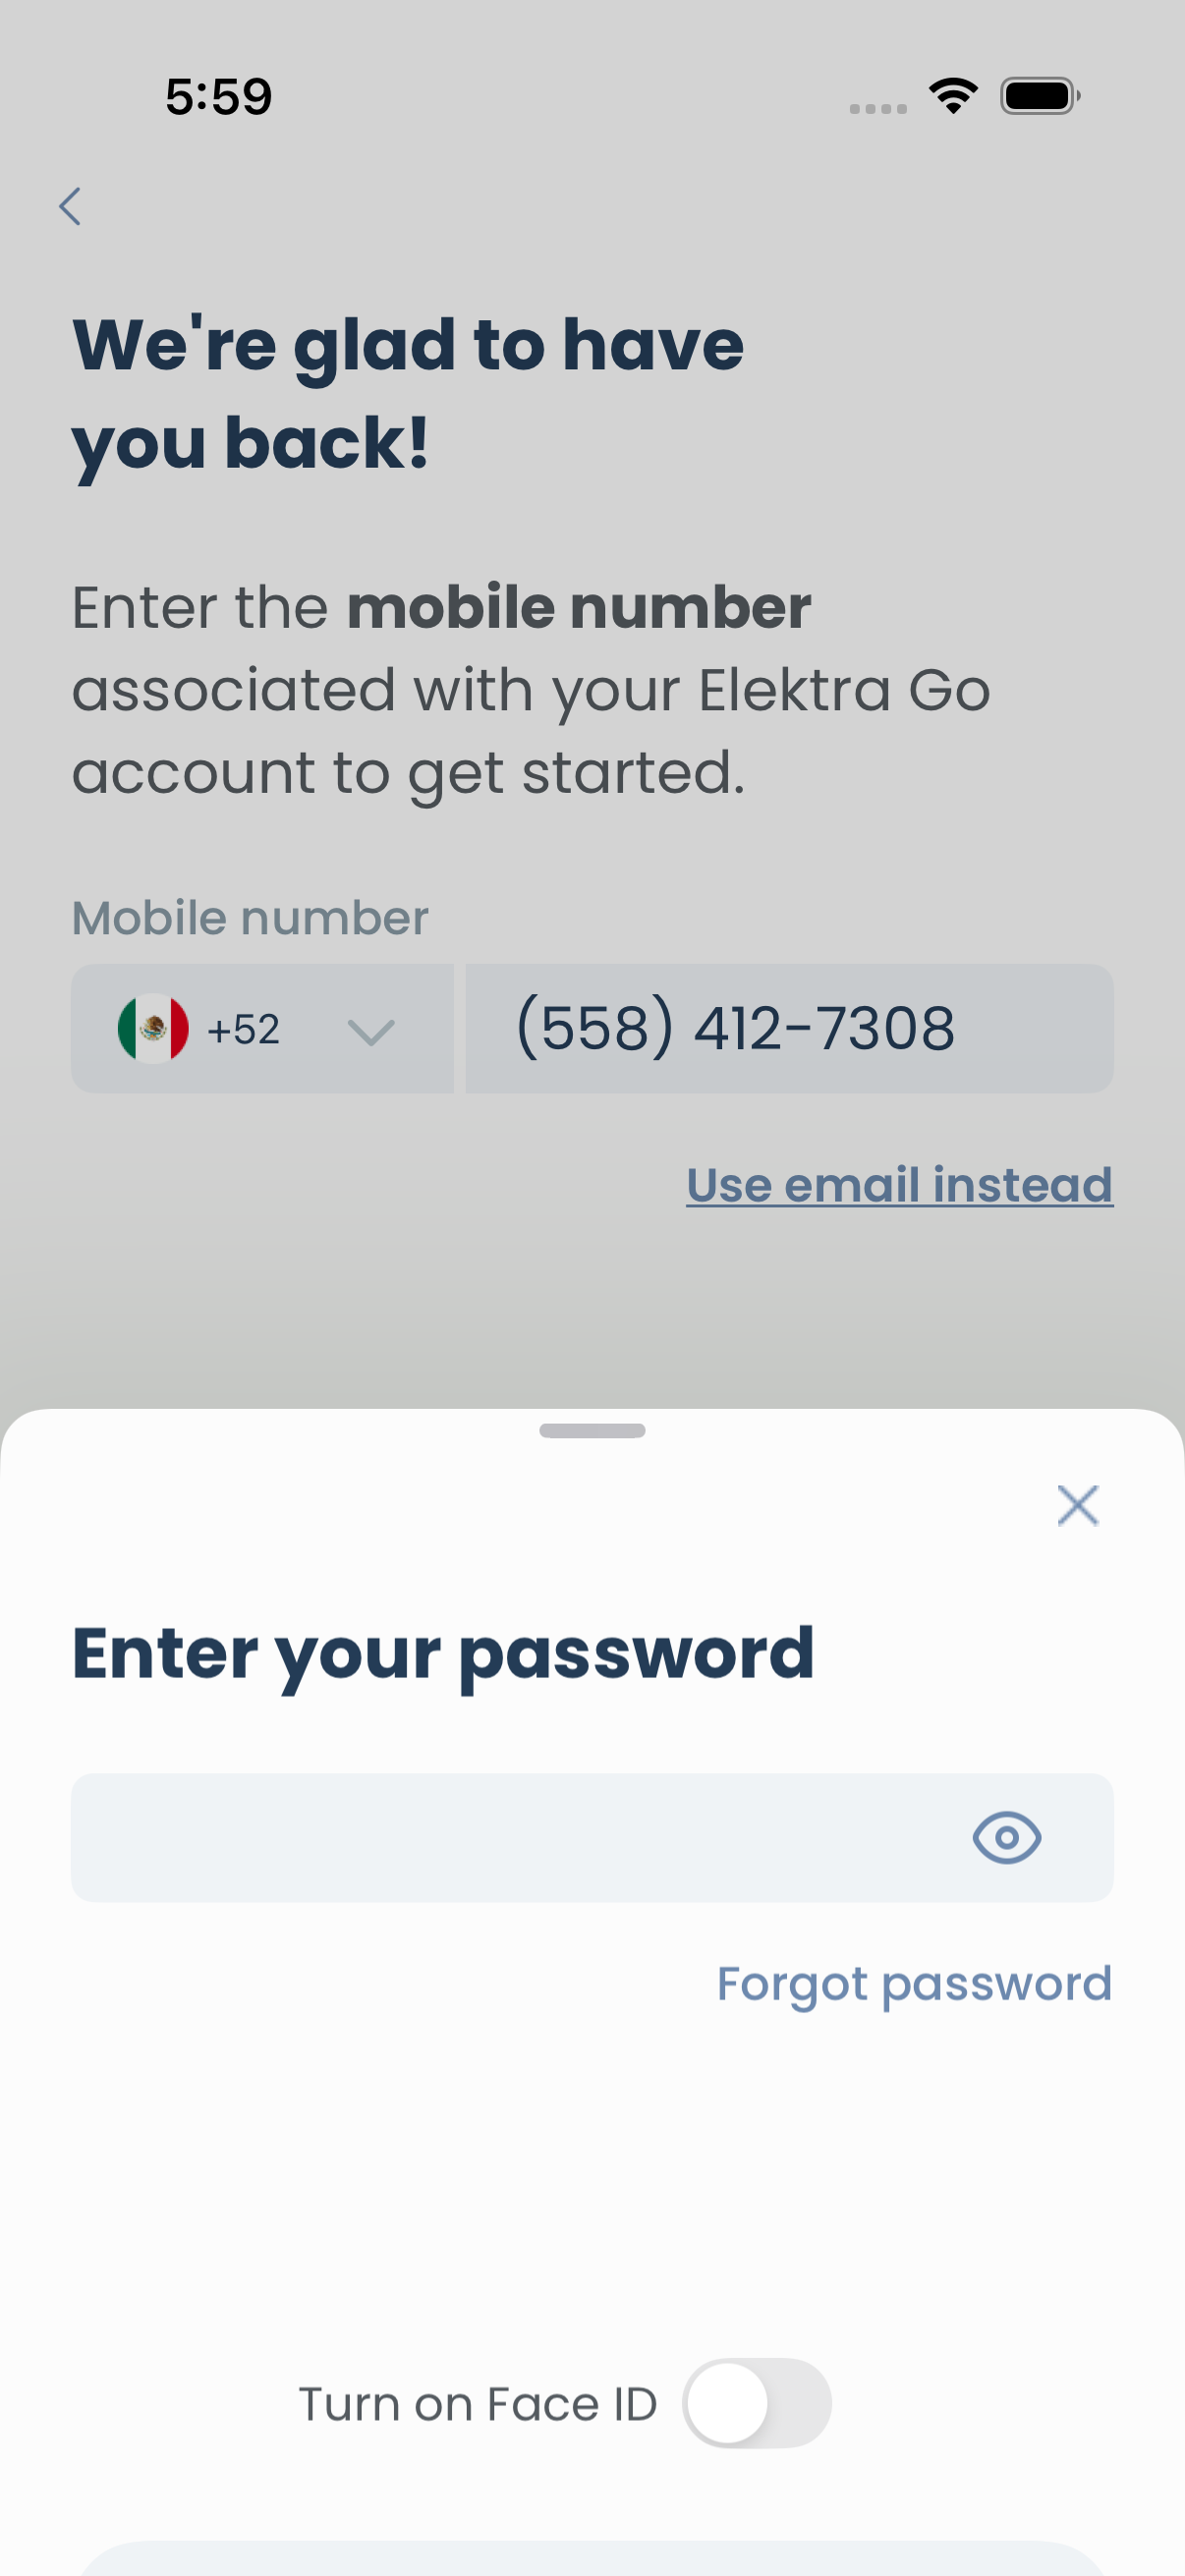 5:59
We're glad to have
you back!
Enter the mobile number
associated with your Elektra Go
account to get started.
Mobile number
+52
(558) 412-7308
Use email instead
Enter your password
Forgot password
Turn on Face ID